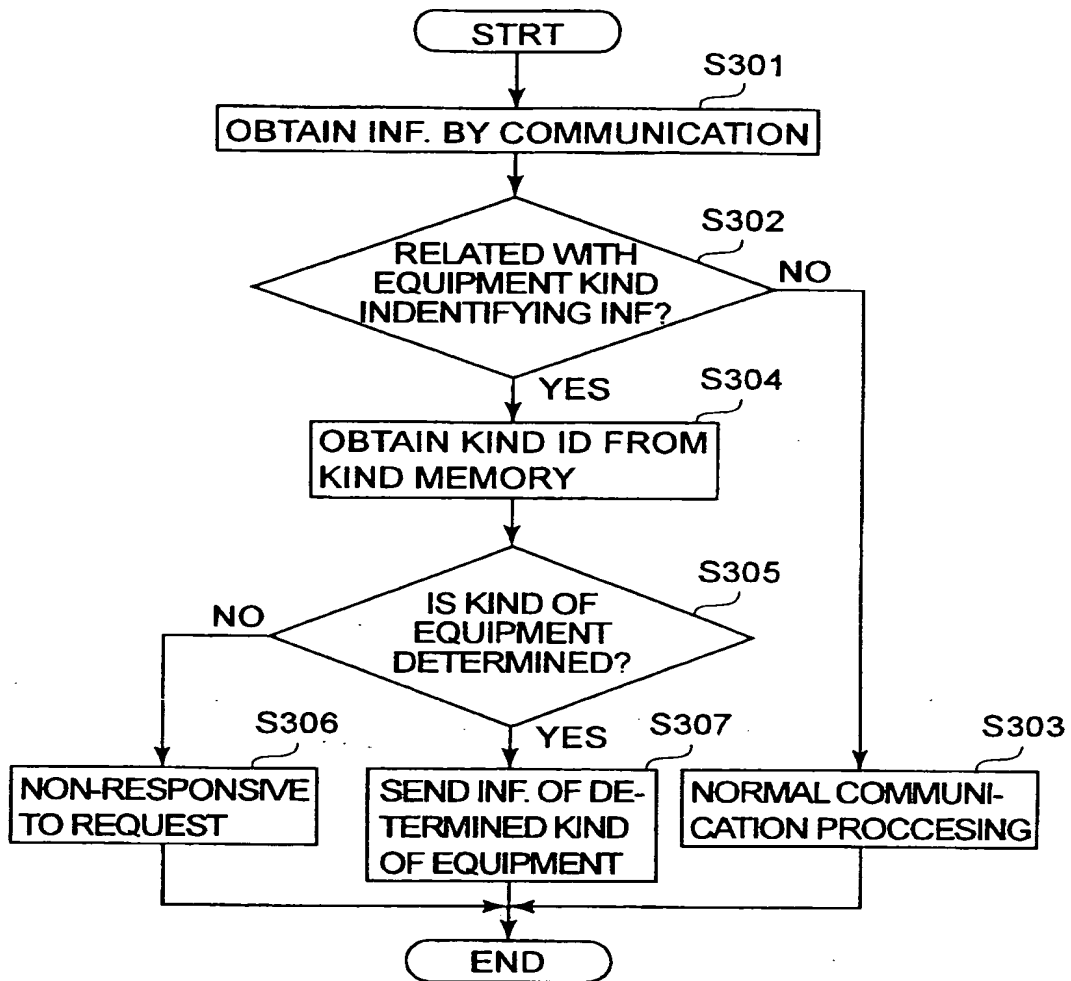 STRT
S301
OBTAIN INF. BY COMMUNICATION
S302
RELATED WITH
EQUIPMENT KIND
INDENTIFYING INF?
NO
YES
S304
OBTAIN KIND ID FROM
KIND MEMORY
S305
NO
IS KIND OF
EQUIPMENT
DETERMINED?
S306
YES
S307
S303
NON-RESPONSIVE
TO REQUEST
SEND INF. OF DE-
TERMINED KIND
OF EQUIPMENT
NORMAL COMMUNI-
CATION PROCCESING
END